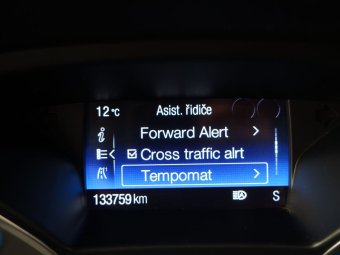 12 °C Asist. řidiče
Forward Alert >
Cross traffic alrt
Tempomat >
133759 km S